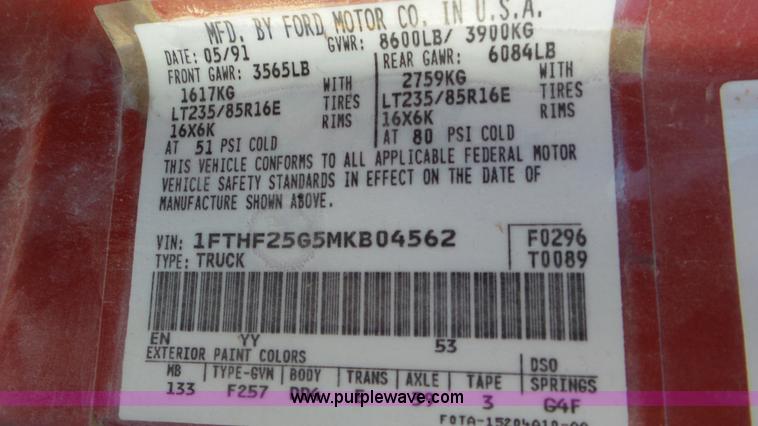 MFD. BY FORD MOTOR CO. IN U.S.A.
DATE: 05/91 GVWR: 8600LB/ 3900KG
FRONT GAWR: 3565LB REAR GAWR: 6084LB
1617KG WITH 2759KG WITH
LT235/85R16E TIRES LT235/85R16E TIRES
16X6K RIMS 16X6K RIMS
AT 51 PSI COLD AT 80 PSI COLD
THIS VEHICLE CONFORMS TO ALL APPLICABLE FEDERAL MOTOR
VEHICLE SAFETY STANDARDS IN EFFECT ON THE DATE OF
MANUFACTURE SHOWN ABOVE.
VIN: 1FTHF25G5MKB04562 F0296
TYPE: TRUCK T0089
EN YY 53
EXTERIOR PAINT COLORS DSO
WB TYPE-GVW BODY TRANS AXLE TAPE SPRINGS
133 F257 39 3 G4F
www.purplewave.com